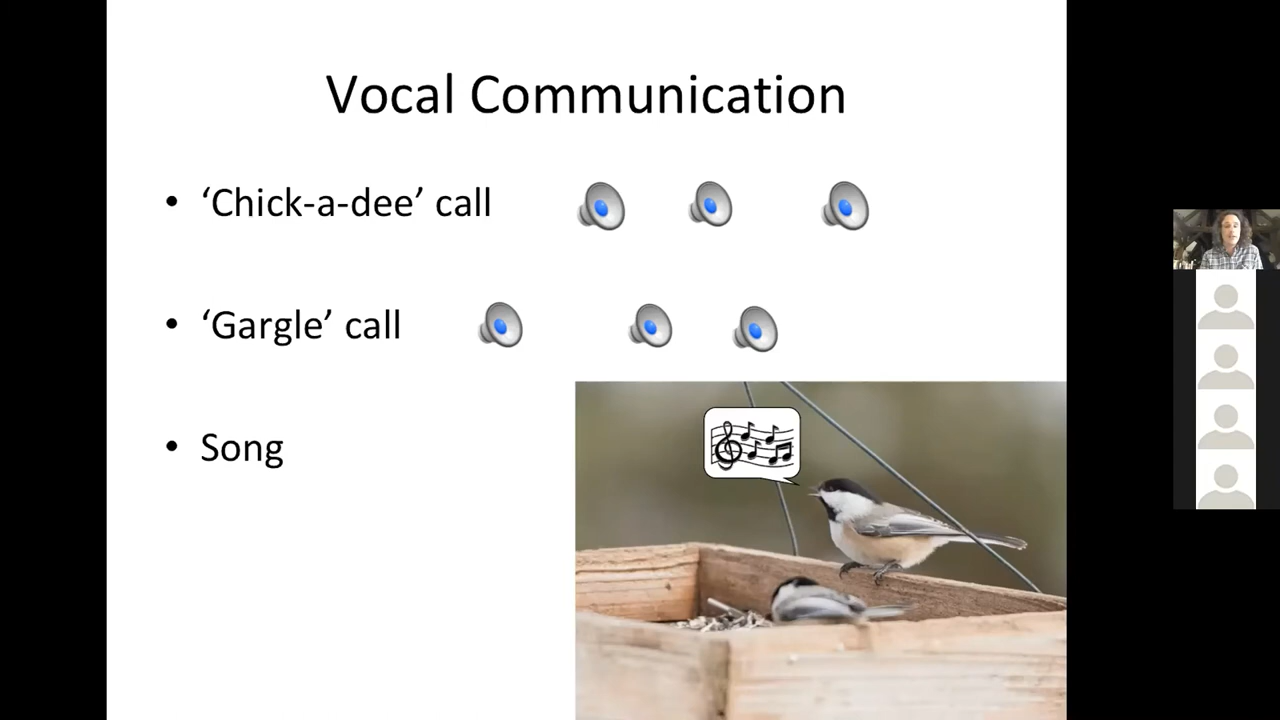 Vocal Communication
• ‘Chick-a-dee’ call
• ‘Gargle’ call
• Song